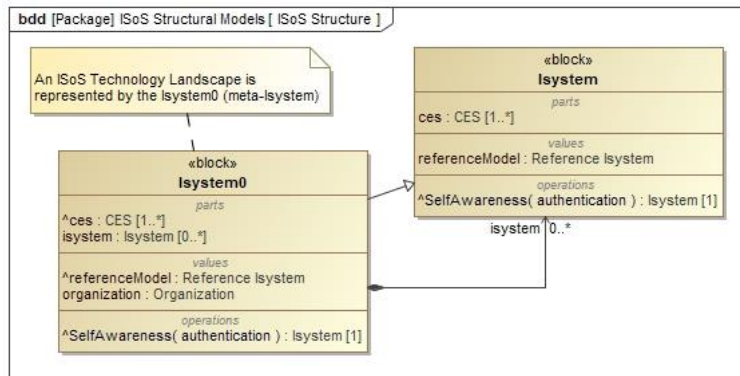 bdd [Package] ISoS Structural Models [ ISoS Structure ]
An ISoS Technology Landscape is
represented by the Isystem0 (meta-Isystem)
«block»
Isystem
parts
ces : CES [1..*]
values
referenceModel : Reference Isystem
operations
^SelfAwareness( authentication ) : Isystem [1]
isystem 0..*
«block»
Isystem0
parts
^ces : CES [1..*]
isystem : Isystem [0..*]
values
^referenceModel : Reference Isystem
organization : Organization
operations
^SelfAwareness( authentication ) : Isystem [1]